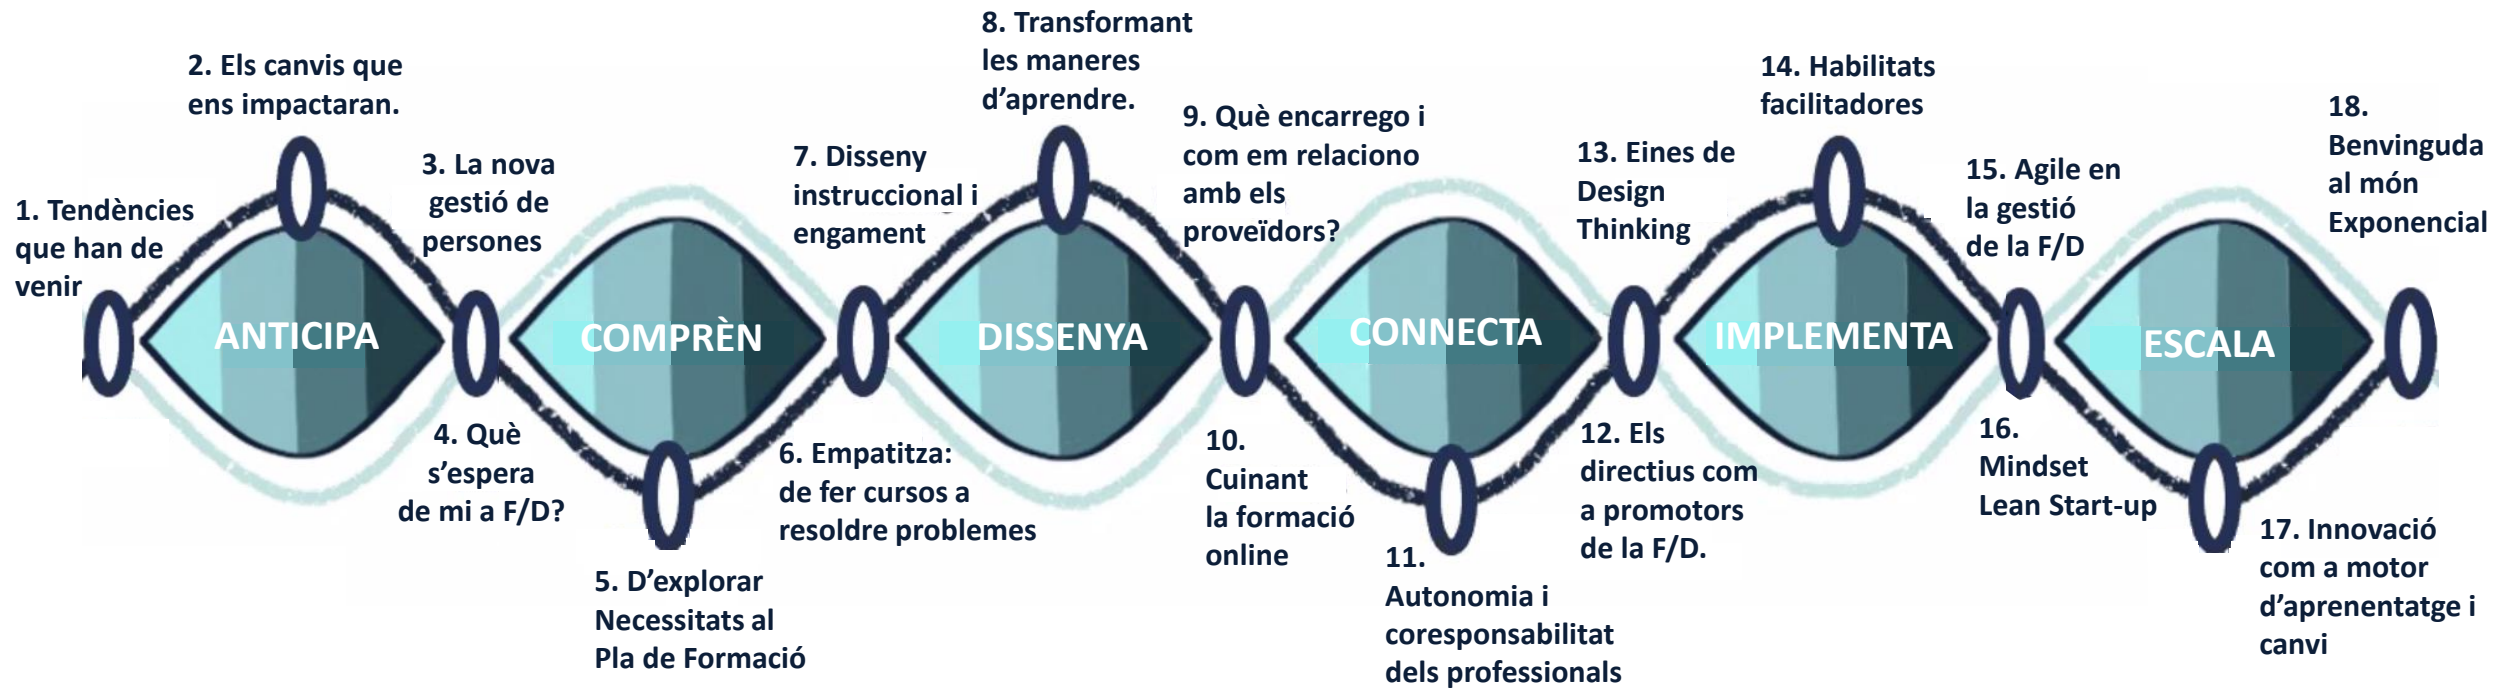 1. Tendències
que han de
venir
2. Els canvis que
ens impactaran.
3. La nova
gestió de
persones
ANTICIPA
4. Què
s'espera
de mi a F/D?
5. D'explorar
Necessitats al
Pla de Formació
6. Empatitza:
de fer cursos a
resoldre problemes
COMPRÈN
7. Disseny
instruccional i
engament
8. Transformant
les maneres
d'aprendre.
9. Què encarrego i
com em relaciono
amb els
proveïdors?
DISSENYA
10.
Cuinant
la formació
online
11.
Autonomia i
coresponsabilitat
dels professionals
12. Els
directius com
a promotors
de la F/D.
CONNECTA
13. Eines de
Design
Thinking
14. Habilitats
facilitadores
15. Agile en
la gestió
de la F/D
IMPLEMENTA
16.
Mindset
Lean Start-up
17. Innovació
com a motor
d'aprenentatge i
canvi
18.
Benvinguda
al món
Exponencial
ESCALA